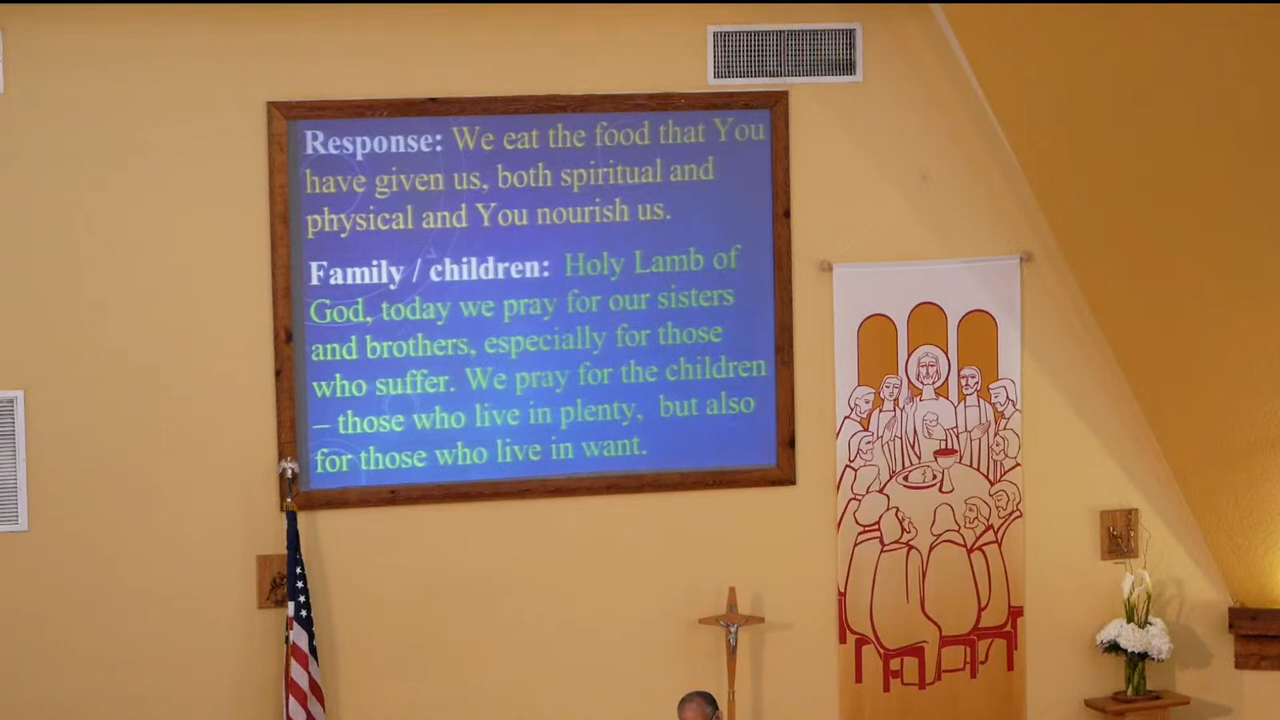 Response: We eat the food that You
have given us, both spiritual and
physical and You nourish us.
Family / children: Holy Lamb of
God, today we pray for our sisters
and brothers, especially for those
who suffer. We pray for the children
– those who live in plenty, but also
for those who live in want.